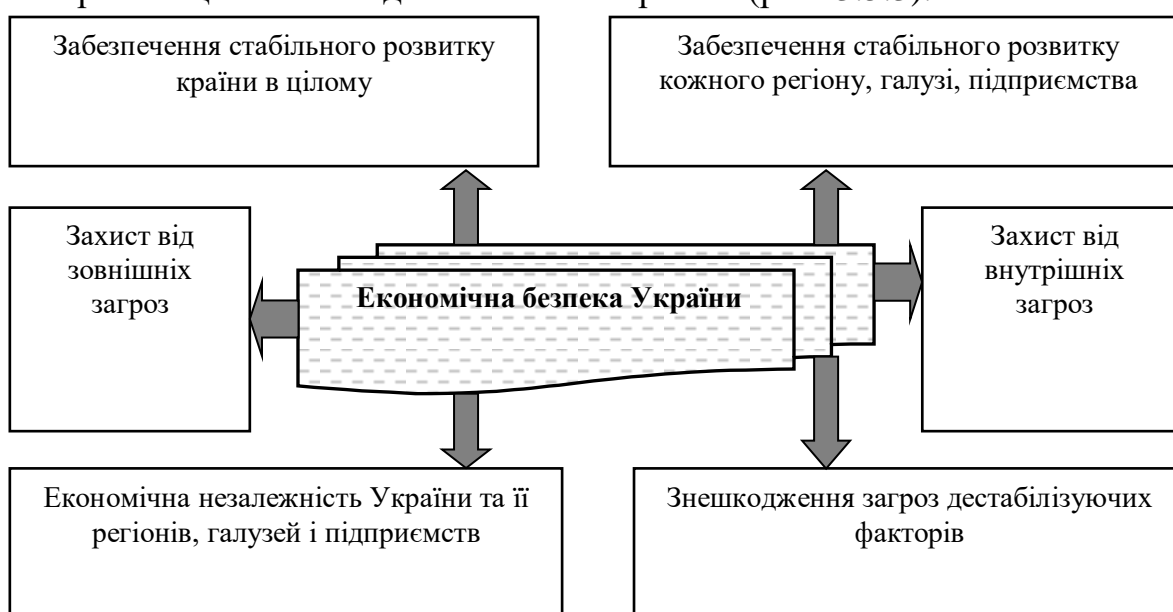 Забезпечення стабільного розвитку
країни в цілому
Забезпечення стабільного розвитку
кожного регіону, галузі, підприємства
Захист від
зовнішніх
загроз
Економічна безпека України
Захист від
внутрішніх
загроз
Економічна незалежність України та її
регіонів, галузей і підприємств
Знешкодження загроз дестабілізуючих
факторів